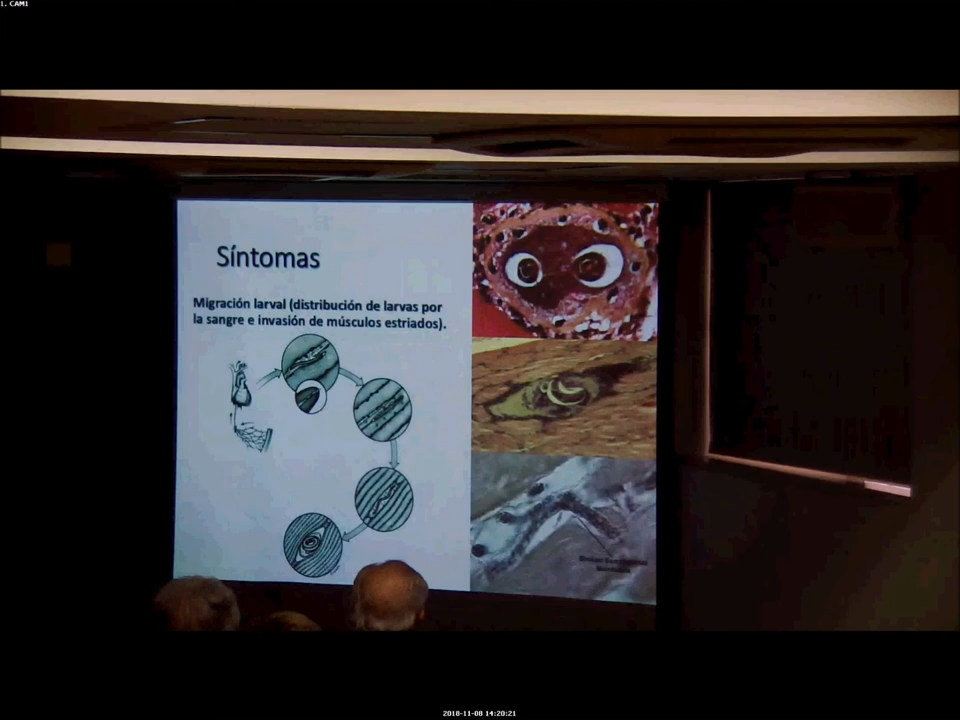 1. CAM1
Síntomas
Migración larval (distribución de larvas por
la sangre e invasión de músculos estriados).
2018-11-08 14:20:21